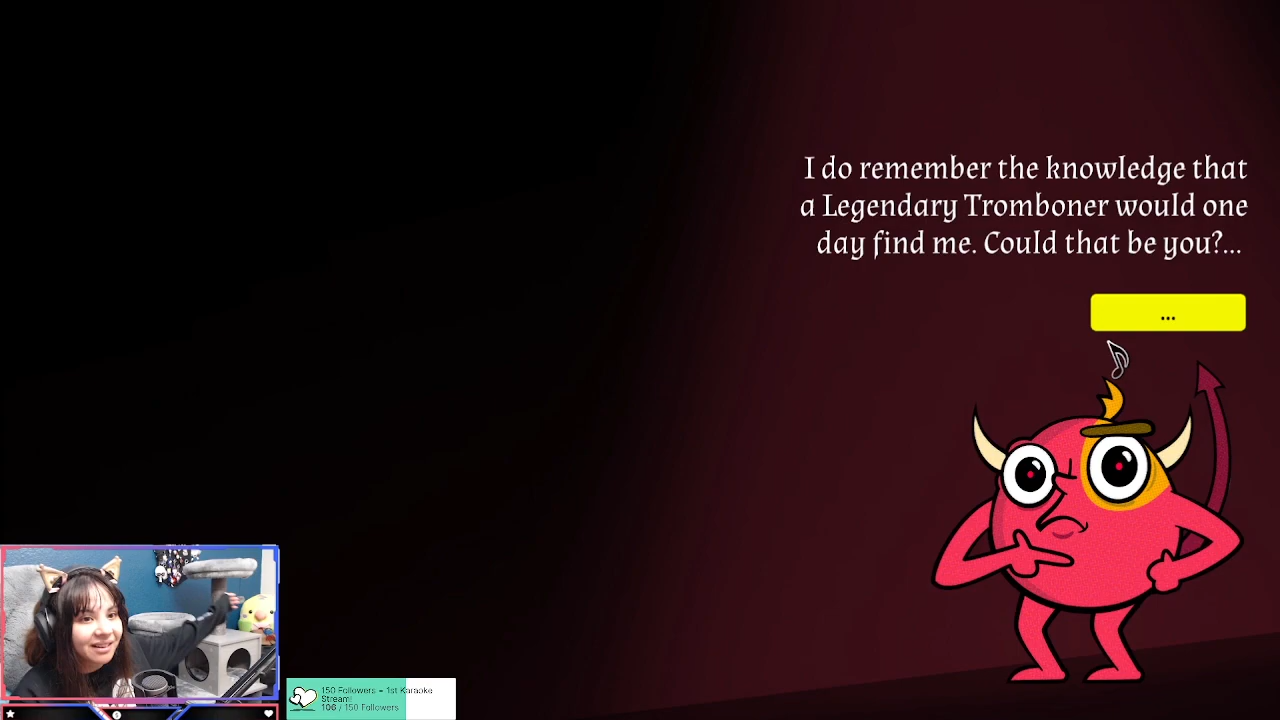 I do remember the knowledge that
a Legendary Tromboner would one
day find me. Could that be you?...
...
150 Followers = 1st Karaoke
Stream!
106 / 150 Followers